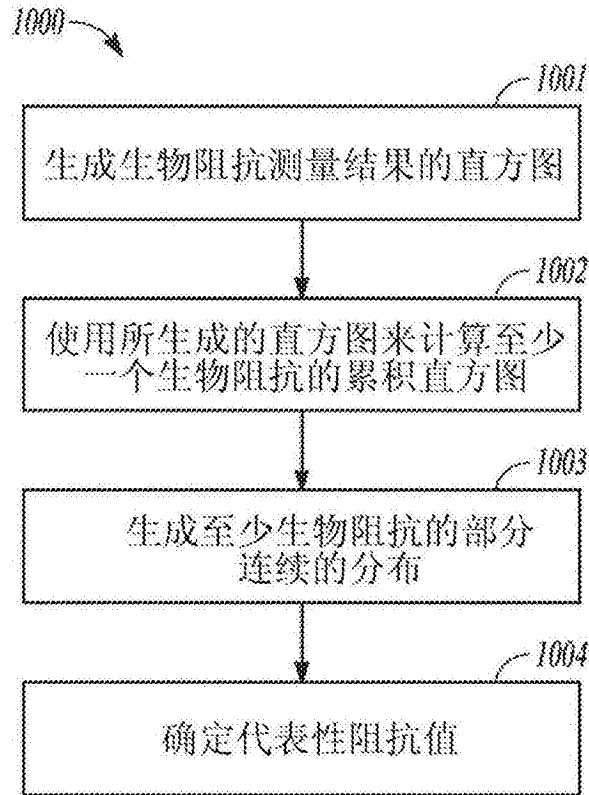 1000
1001
生成生物阻抗测量结果的直方图
1002
使用所生成的直方图来计算至少
一个生物阻抗的累积直方图
1003
生成至少生物阻抗的部分
连续的分布
1004
确定代表性阻抗值